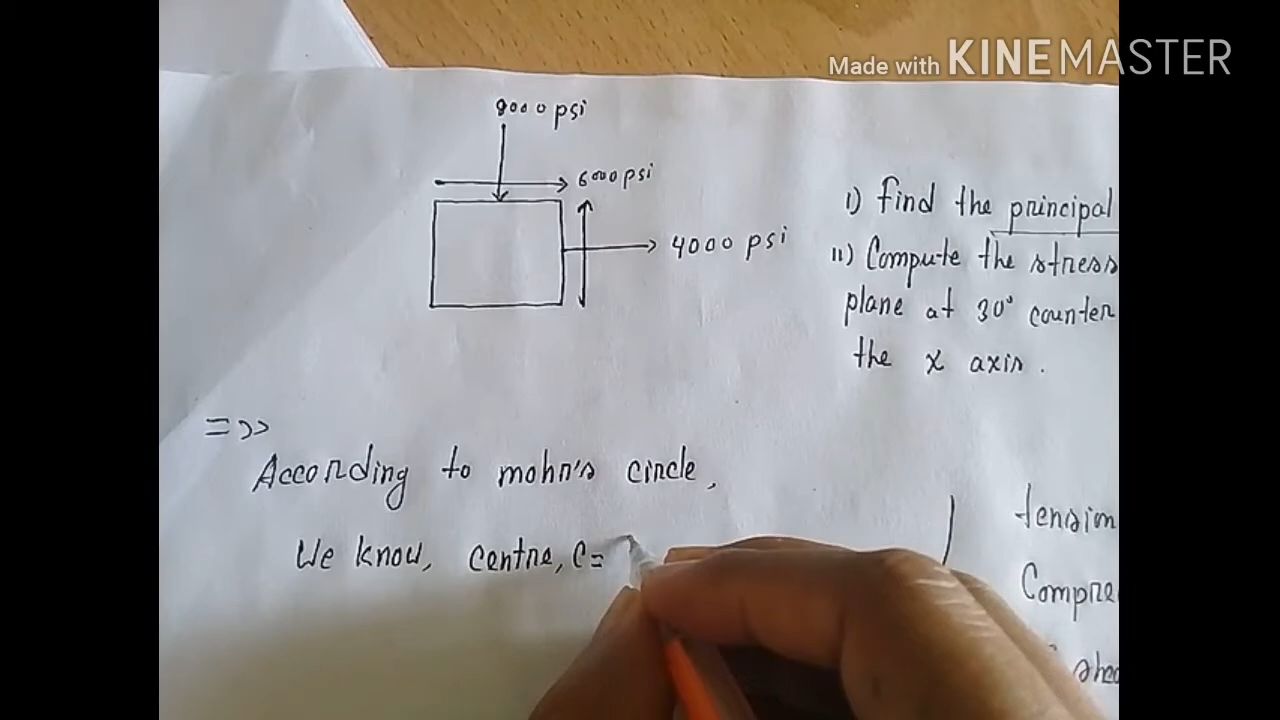 Made with KINEMASTER
8000 psi
6000 psi
4000 psi
I) find the principal
II) Compute the stress
plane at 30° counter
the x axis.
=>>
According to mohr's circle,
We know, centre, C=
tension
Compre
shea